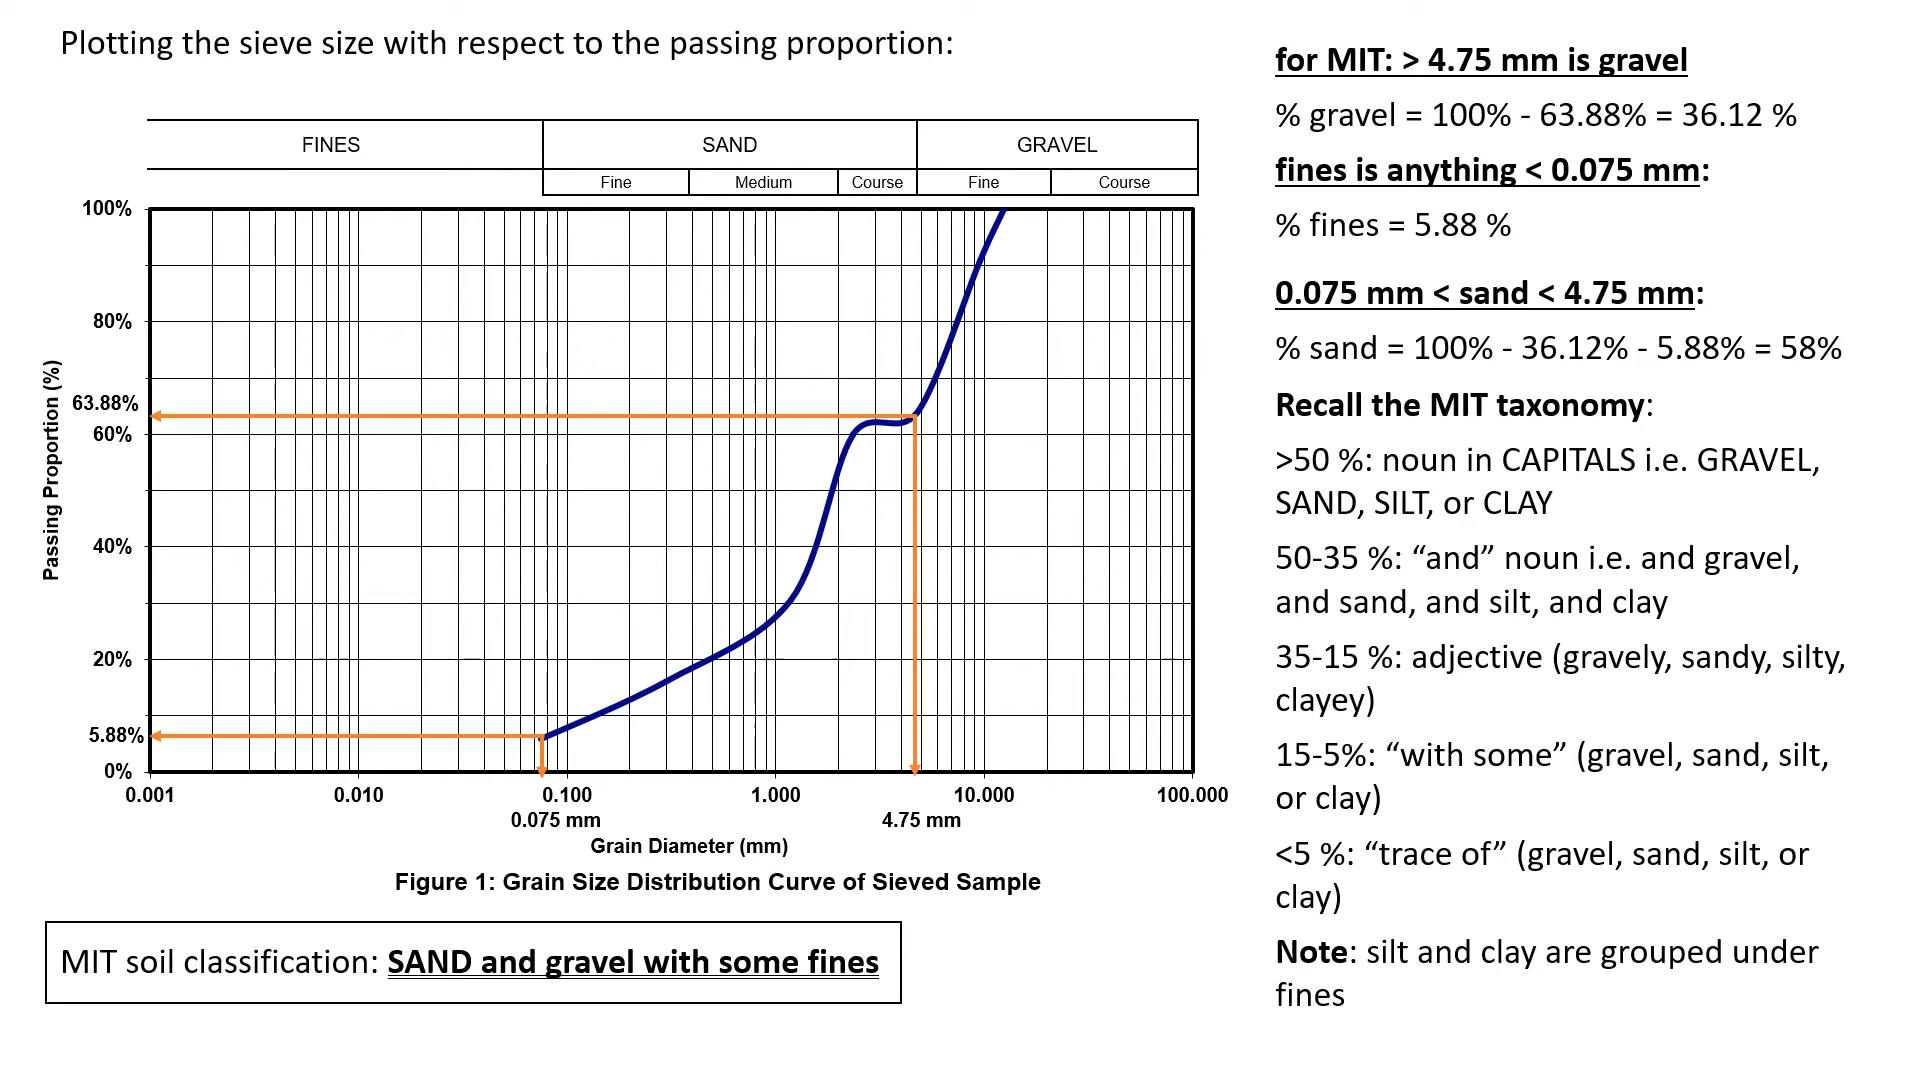 Plotting the sieve size with respect to the passing proportion:
FINES
SAND
GRAVEL
Fine
Medium
Course
Fine
Course
100%
80%
63.88%
60%
40%
20%
5.88%
0%
Passing Proportion (%)
0.001
0.010
0.100
1.000
10.000
100.000
0.075 mm
4.75 mm
Grain Diameter (mm)
Figure 1: Grain Size Distribution Curve of Sieved Sample
MIT soil classification: SAND and gravel with some fines
for MIT: > 4.75 mm is gravel
% gravel = 100% - 63.88% = 36.12 %
fines is anything < 0.075 mm:
% fines = 5.88 %
0.075 mm < sand < 4.75 mm:
% sand = 100% - 36.12% - 5.88% = 58%
Recall the MIT taxonomy:
>50 %: noun in CAPITALS i.e. GRAVEL,
SAND, SILT, or CLAY
50-35 %: “and” noun i.e. and gravel,
and sand, and silt, and clay
35-15 %: adjective (gravely, sandy, silty,
clayey)
15-5%: “with some” (gravel, sand, silt,
or clay)
<5 %: “trace of” (gravel, sand, silt, or
clay)
Note: silt and clay are grouped under
fines